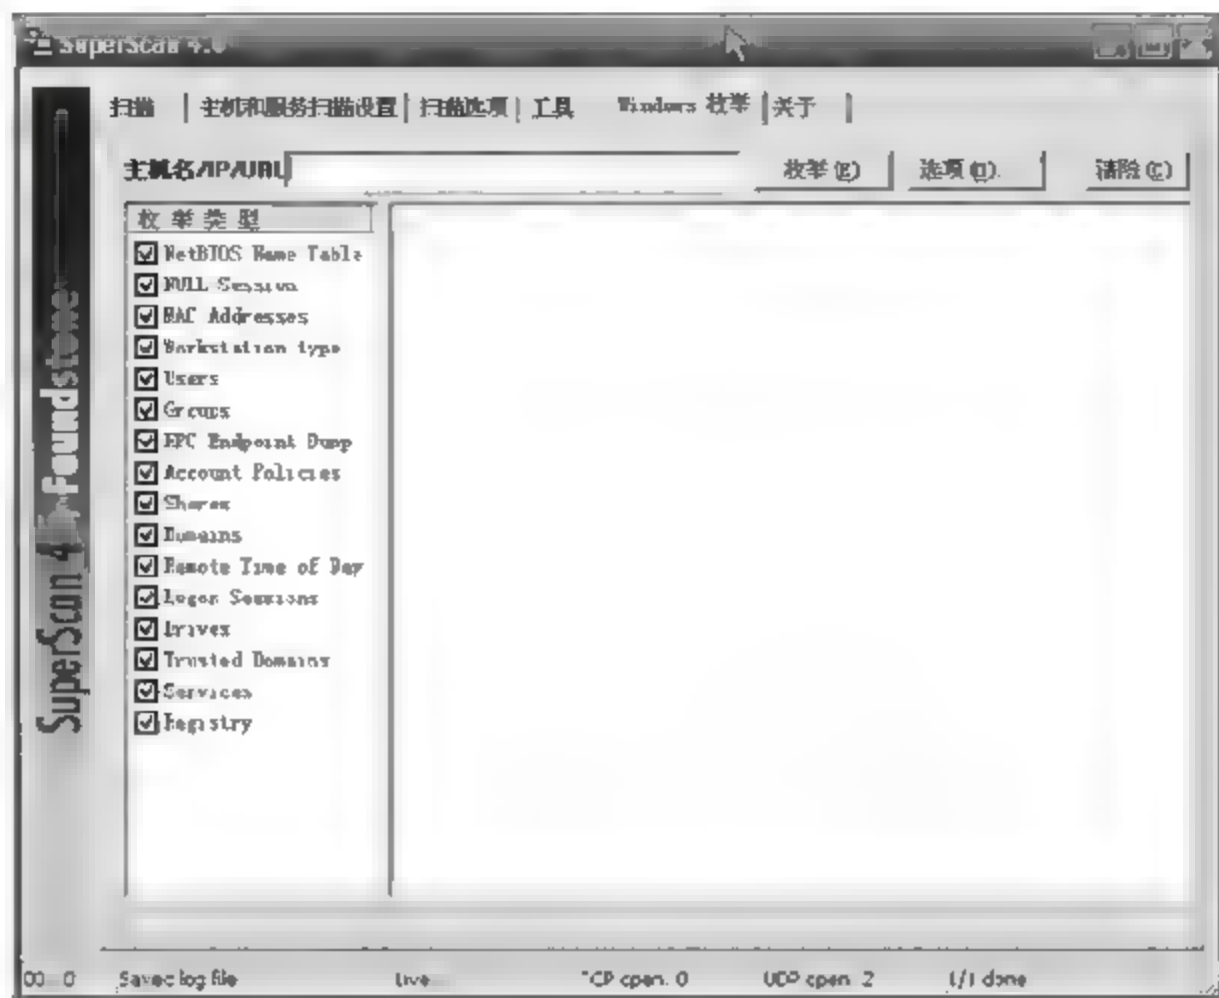 SuperScan 4.0
扫描 主机和服务扫描设置 扫描选项 工具 Windows 枚举 关于
主机名/IP/URL 枚举(E) 选项(O). 清除(C)
枚举类型
NetBIOS Name Table
NULL Session
MAC Addresses
Workstation type
Users
Groups
RPC Endpoint Dump
Account Policies
Shares
Domains
Remote Time of Day
Logon Sessions
Drives
Trusted Domains
Services
Registry
SuperScan 4 Foundstone
Saved log file Live TCP open: 0 UDP open: 2 1/1 done